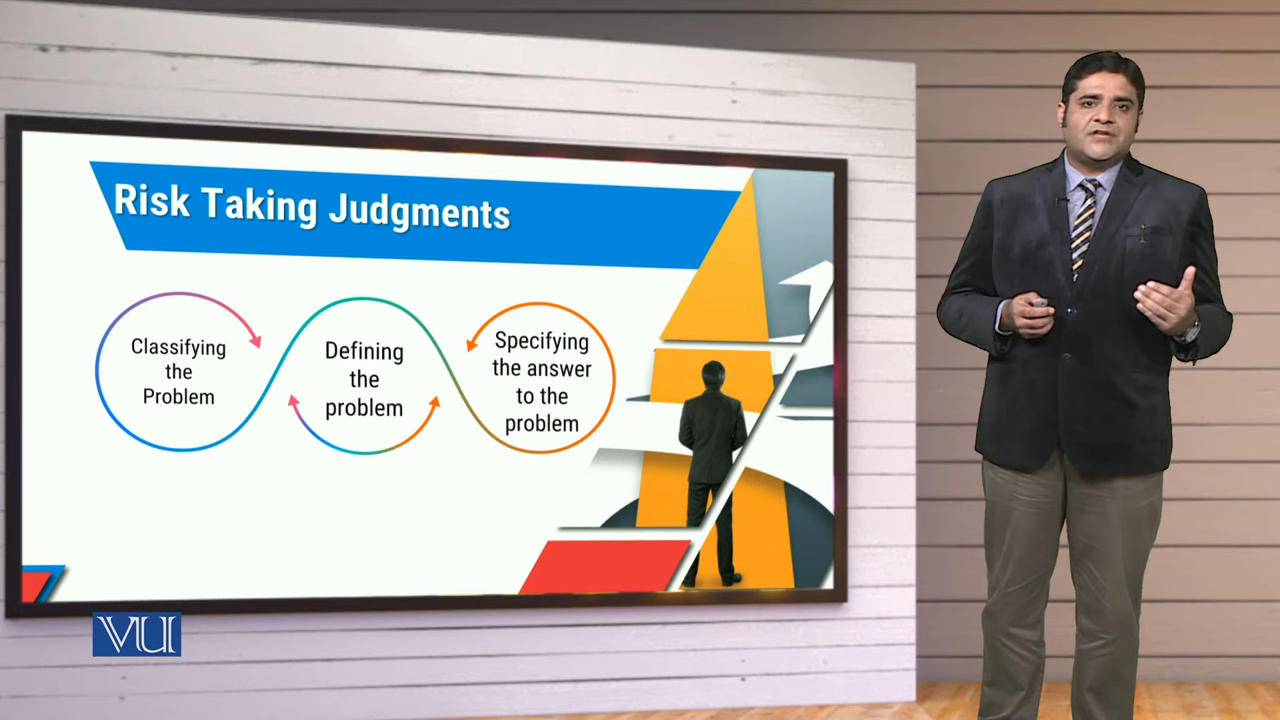 Risk Taking Judgments
Classifying
the
Problem
Defining
the
problem
Specifying
the answer
to the
problem
VU